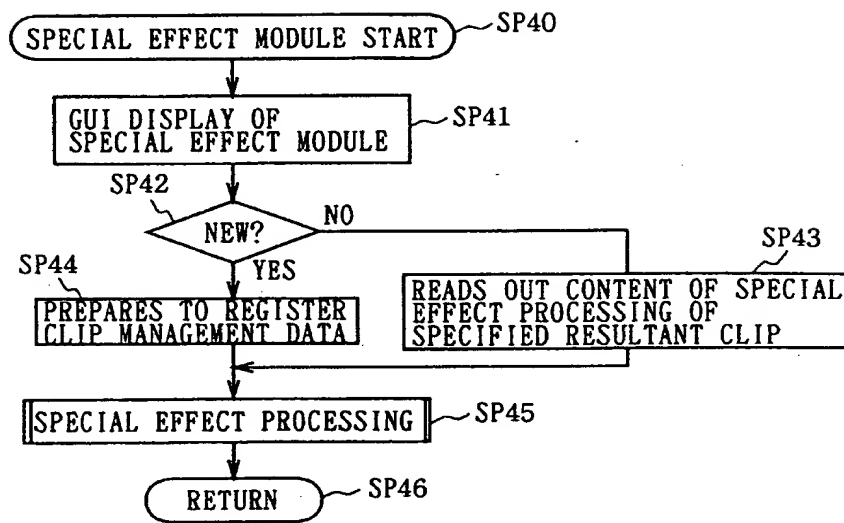 SPECIAL EFFECT MODULE START
SP40
GUI DISPLAY OF
SPECIAL EFFECT MODULE
SP41
SP42
NEW?
NO
YES
SP43
READS OUT CONTENT OF SPECIAL
EFFECT PROCESSING OF
SPECIFIED RESULTANT CLIP
SP44
PREPARES TO REGISTER
CLIP MANAGEMENT DATA
SPECIAL EFFECT PROCESSING
SP45
RETURN
SP46